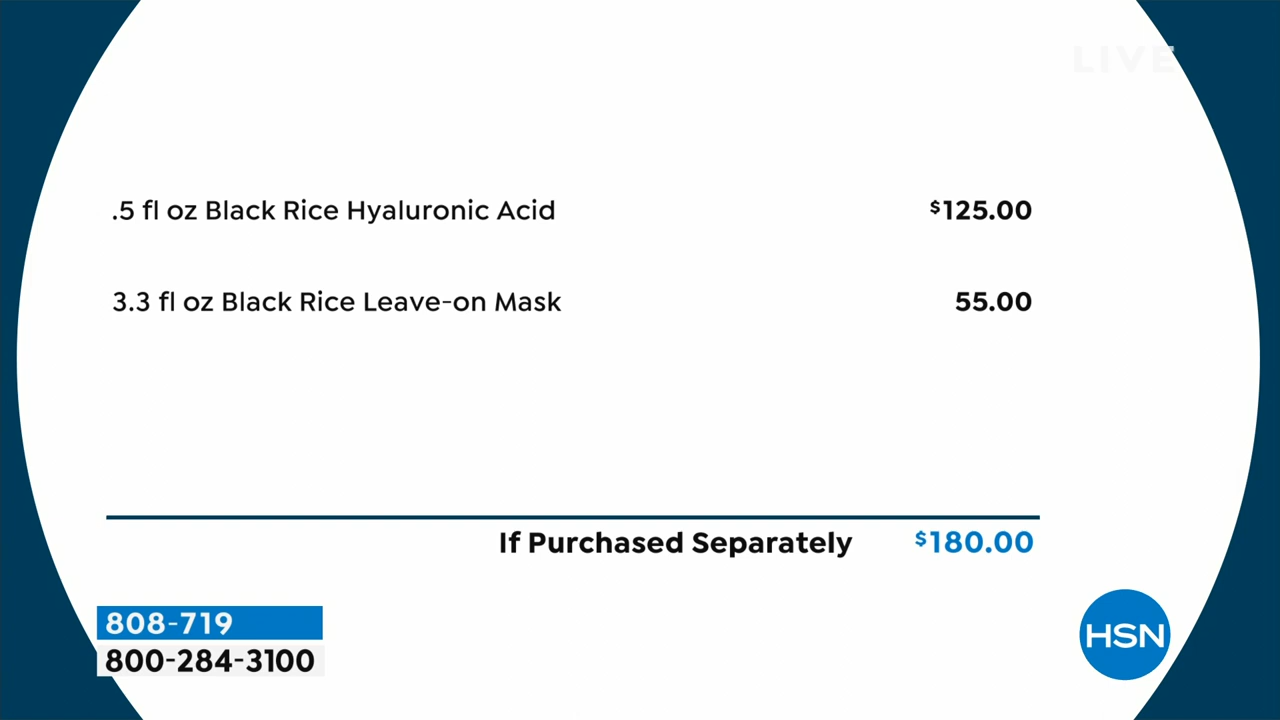 LIVE
.5 fl oz Black Rice Hyaluronic Acid $125.00
3.3 fl oz Black Rice Leave-on Mask 55.00
If Purchased Separately $180.00
808-719
800-284-3100
HSN